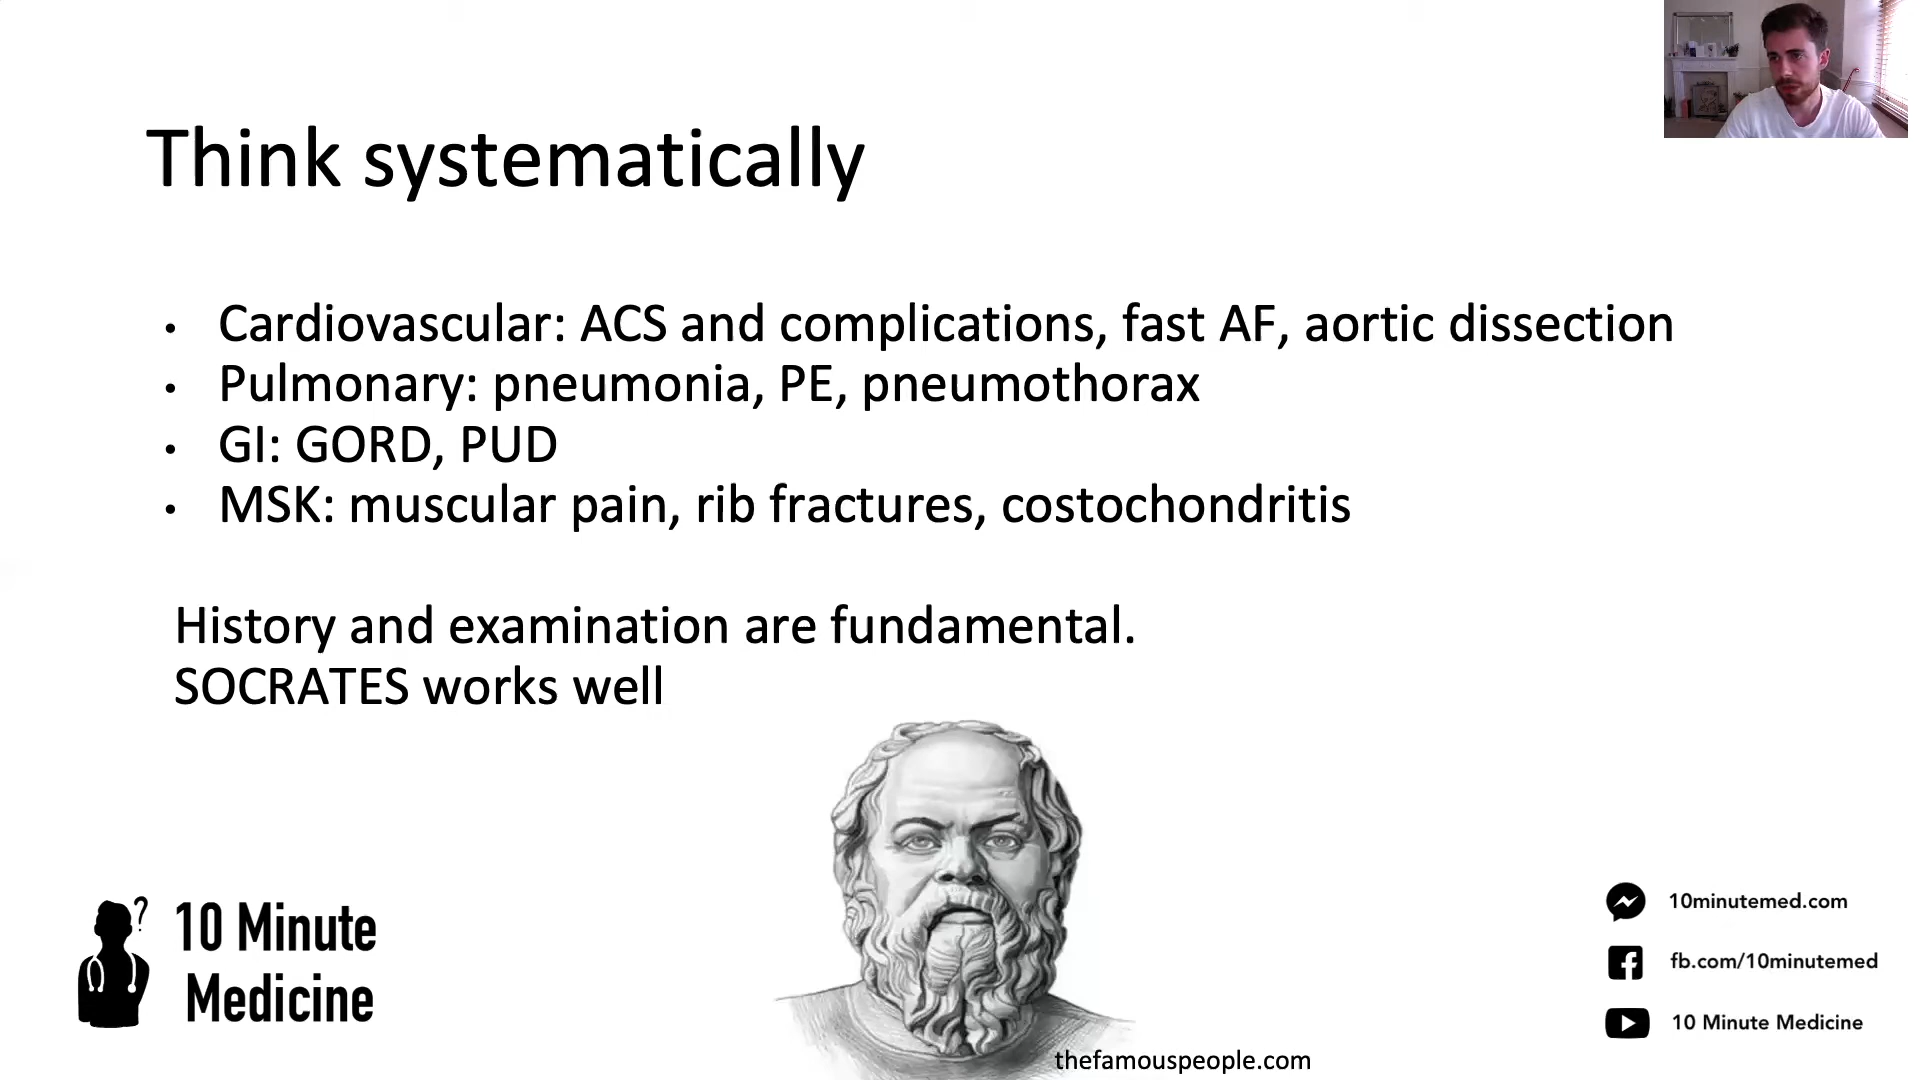 Think systematically
• Cardiovascular: ACS and complications, fast AF, aortic dissection
• Pulmonary: pneumonia, PE, pneumothorax
• GI: GORD, PUD
• MSK: muscular pain, rib fractures, costochondritis
History and examination are fundamental.
SOCRATES works well
?
10 Minute
Medicine
thefamouspeople.com
10minutemed.com
fb.com/10minutemed
10 Minute Medicine